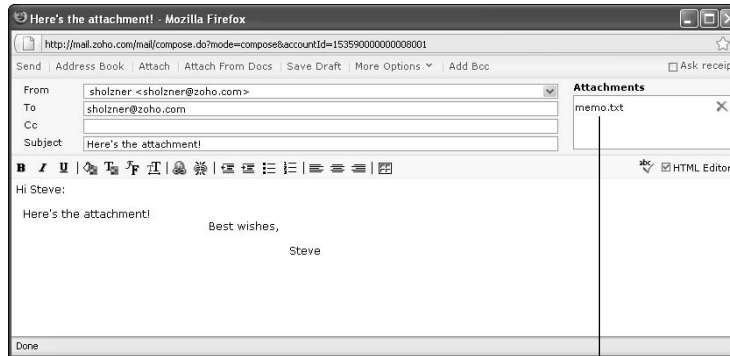 Here's the attachment! - Mozilla Firefox
http://mail.zoho.com/mail/compose.do?mode=compose&accountId=153590000000008001
Send | Address Book | Attach | Attach From Docs | Save Draft | More Options | Add Bcc Ask receip
From sholzner <sholzner@zoho.com> Attachments
To sholzner@zoho.com memo.txt
Cc
Subject Here's the attachment!
B I U abc HTML Editor
Hi Steve:
Here's the attachment!
Best wishes,
Steve
Done